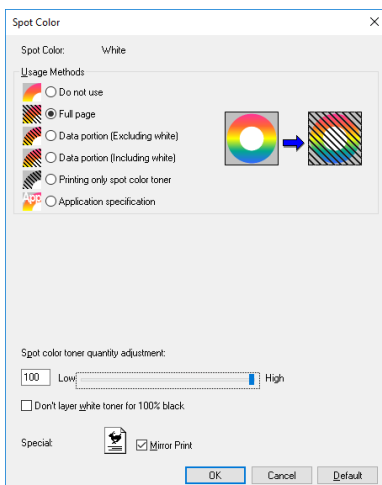 Spot Color
Spot Color: White
Usage Methods
Do not use
Full page
Data portion (Excluding white)
Data portion (Including white)
Printing only spot color toner
App Application specification
Spot color toner quantity adjustment:
100 Low High
Don't layer white toner for 100% black
Special: Mirror Print
OK Cancel Default